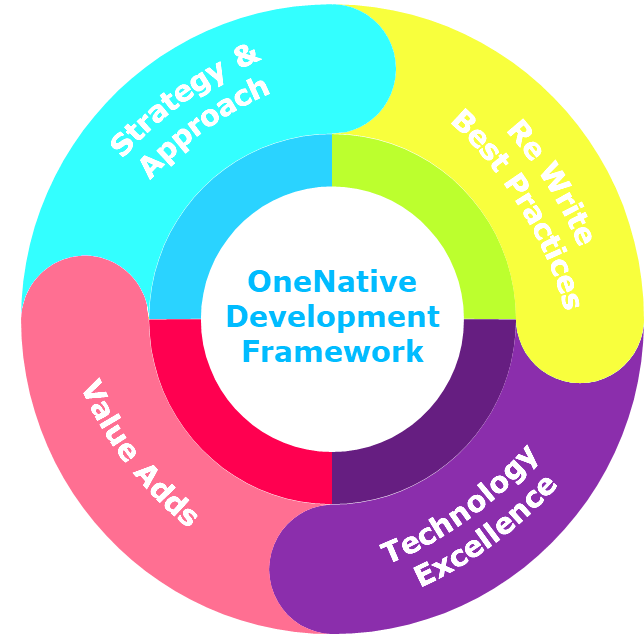 Strategy &
Approach
Re Write
Best Practices
OneNative
Development
Framework
Value Adds
Technology
Excellence